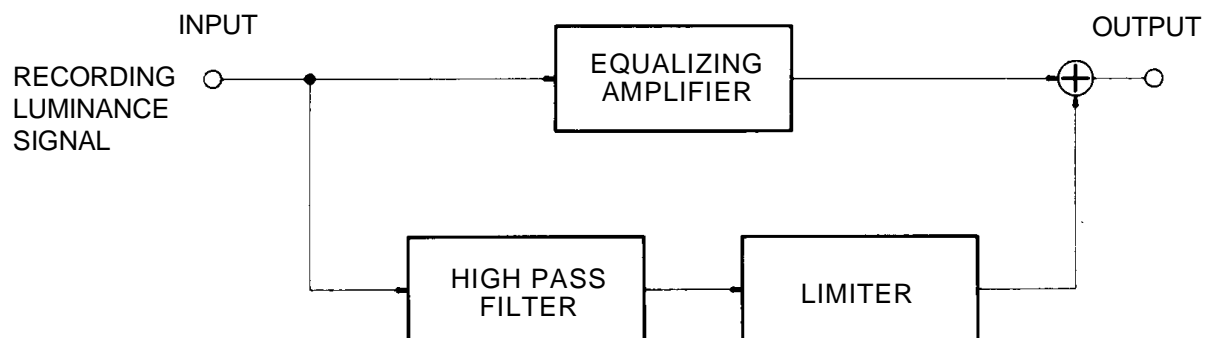 INPUT
OUTPUT
RECORDING
LUMINANCE
SIGNAL
EQUALIZING
AMPLIFIER
HIGH PASS
FILTER
LIMITER